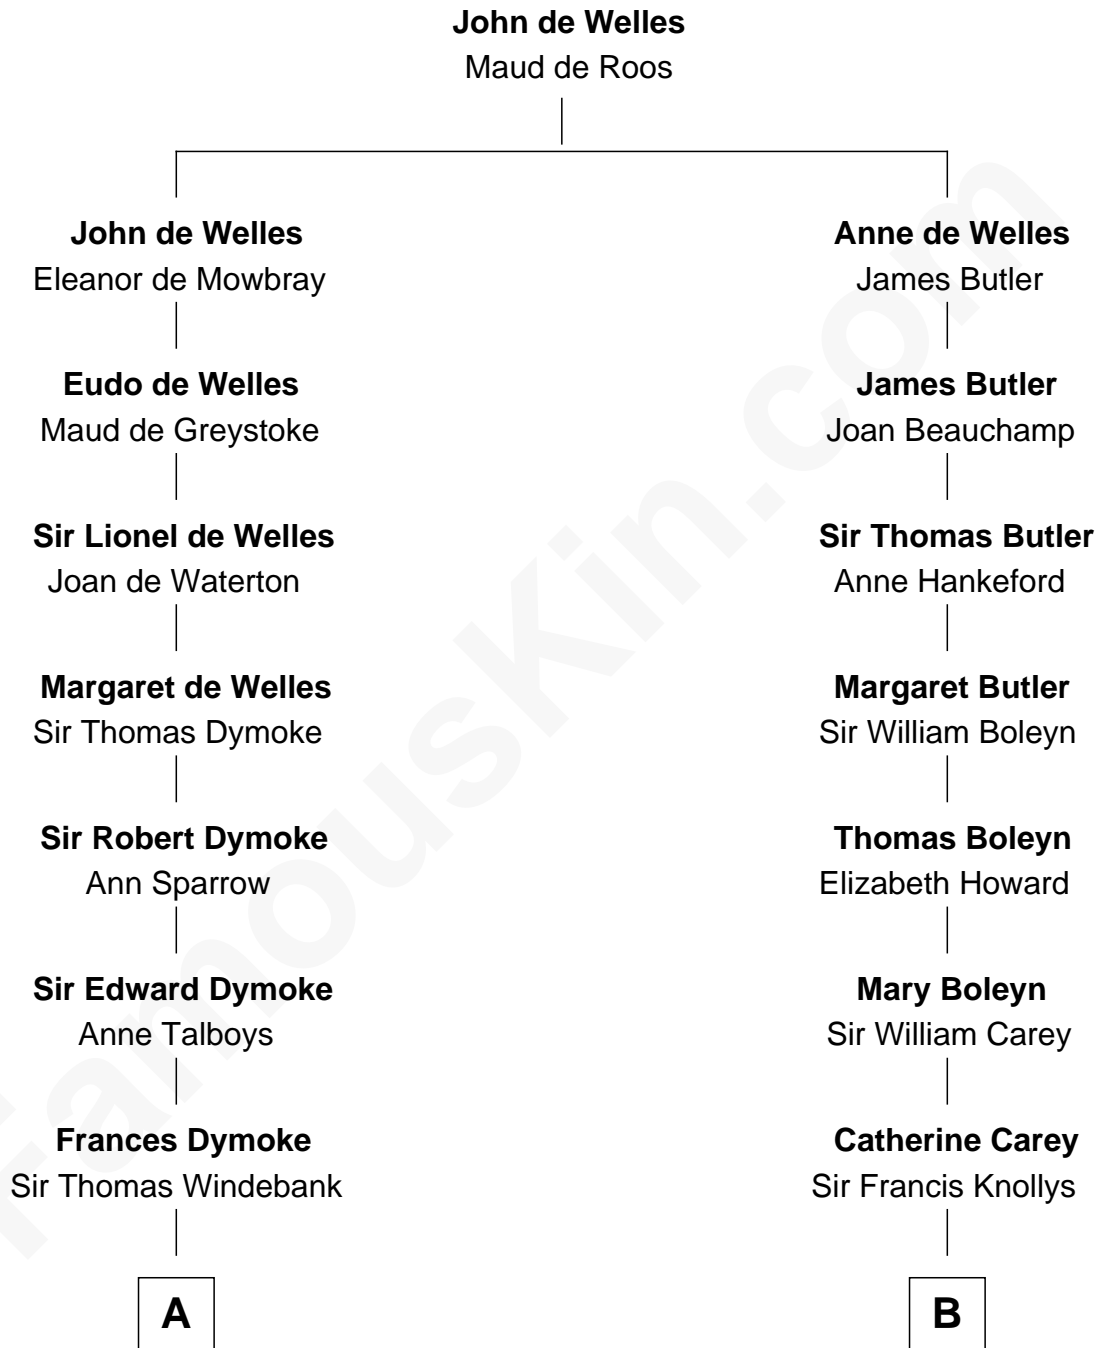 John de Welles
Maud de Roos
John de Welles
Eleanor de Mowbray
Anne de Welles
James Butler
Eudo de Welles
Maud de Greystoke
James Butler
Joan Beauchamp
Sir Lionel de Welles
Joan de Waterton
Sir Thomas Butler
Anne Hankeford
Margaret de Welles
Sir Thomas Dymoke
Margaret Butler
Sir William Boleyn
Sir Robert Dymoke
Ann Sparrow
Thomas Boleyn
Elizabeth Howard
Sir Edward Dymoke
Anne Talboys
Mary Boleyn
Sir William Carey
Frances Dymoke
Sir Thomas Windebank
Catherine Carey
Sir Francis Knollys
A
B
FamousKin.com